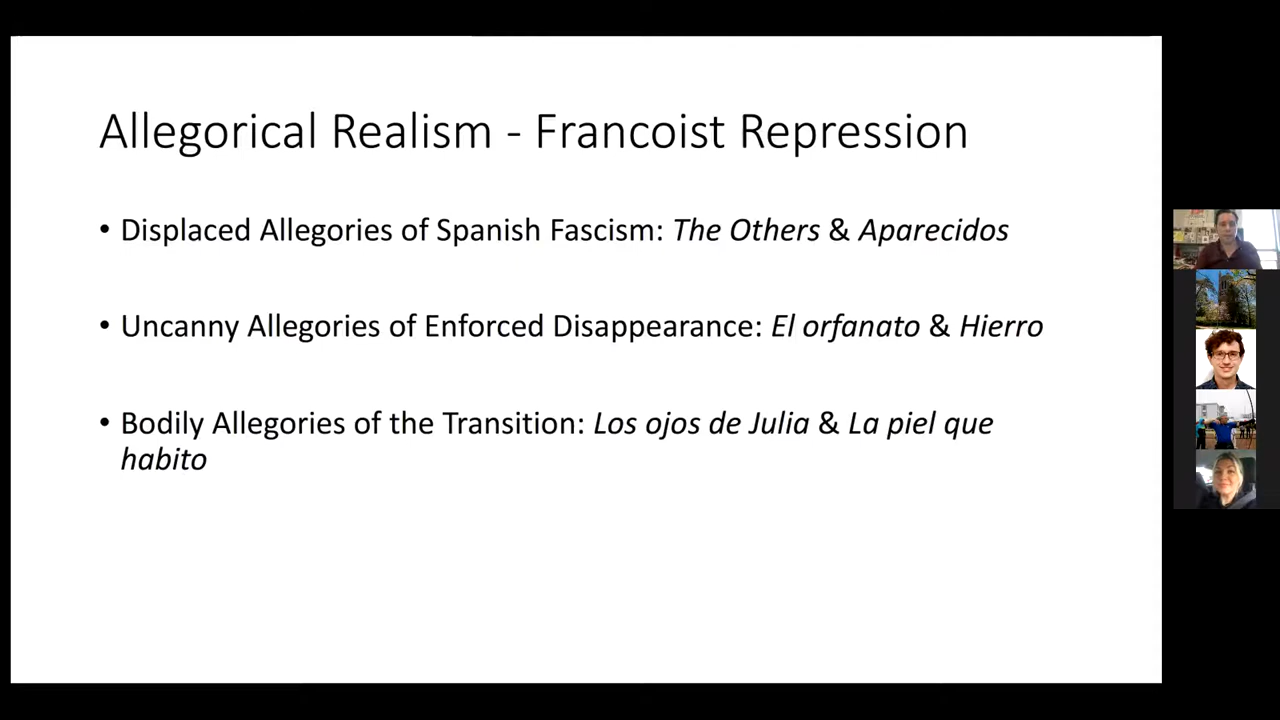 Allegorical Realism - Francoist Repression
• Displaced Allegories of Spanish Fascism: The Others & Aparecidos
• Uncanny Allegories of Enforced Disappearance: El orfanato & Hierro
• Bodily Allegories of the Transition: Los ojos de Julia & La piel que
habito